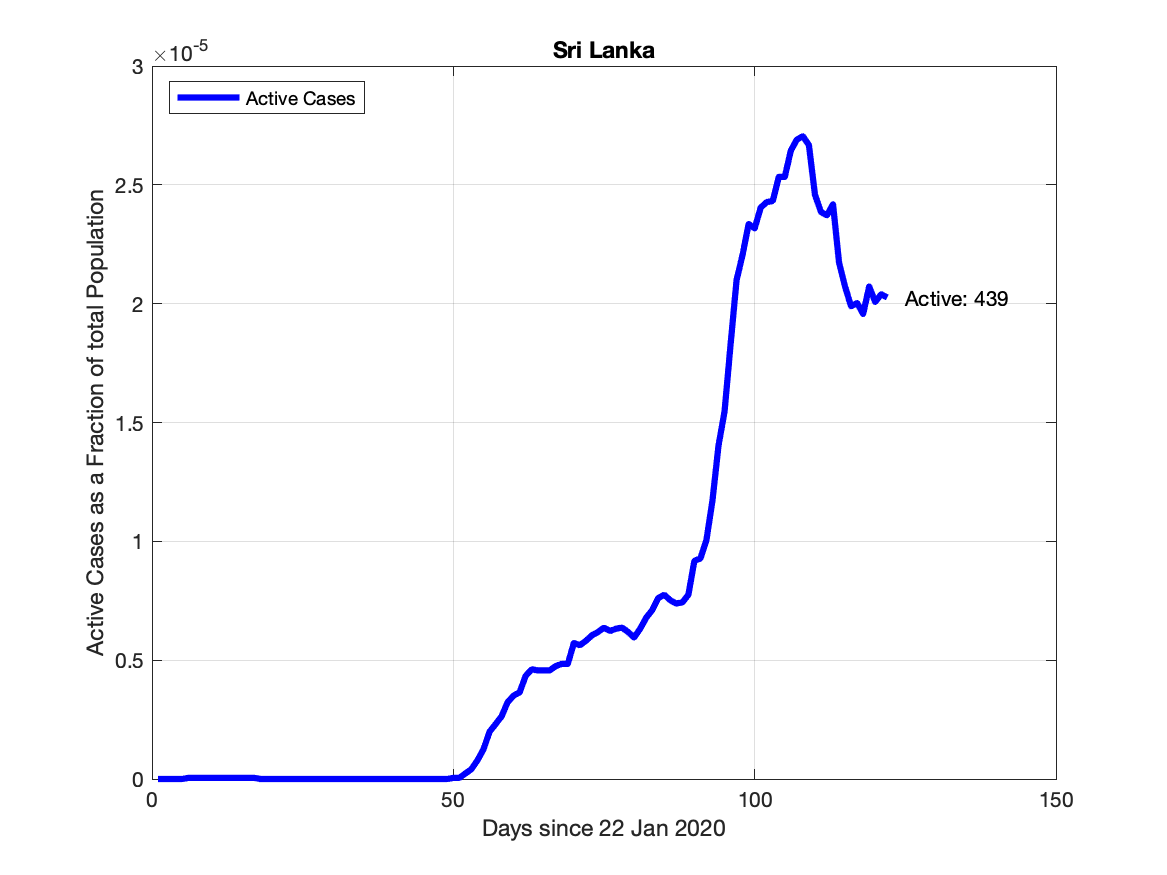 Sri Lanka
×10-5
3
2.5
2
1.5
1
0.5
0
Active Cases as a Fraction of total Population
Active Cases
Active: 439
0
50
100
150
Days since 22 Jan 2020